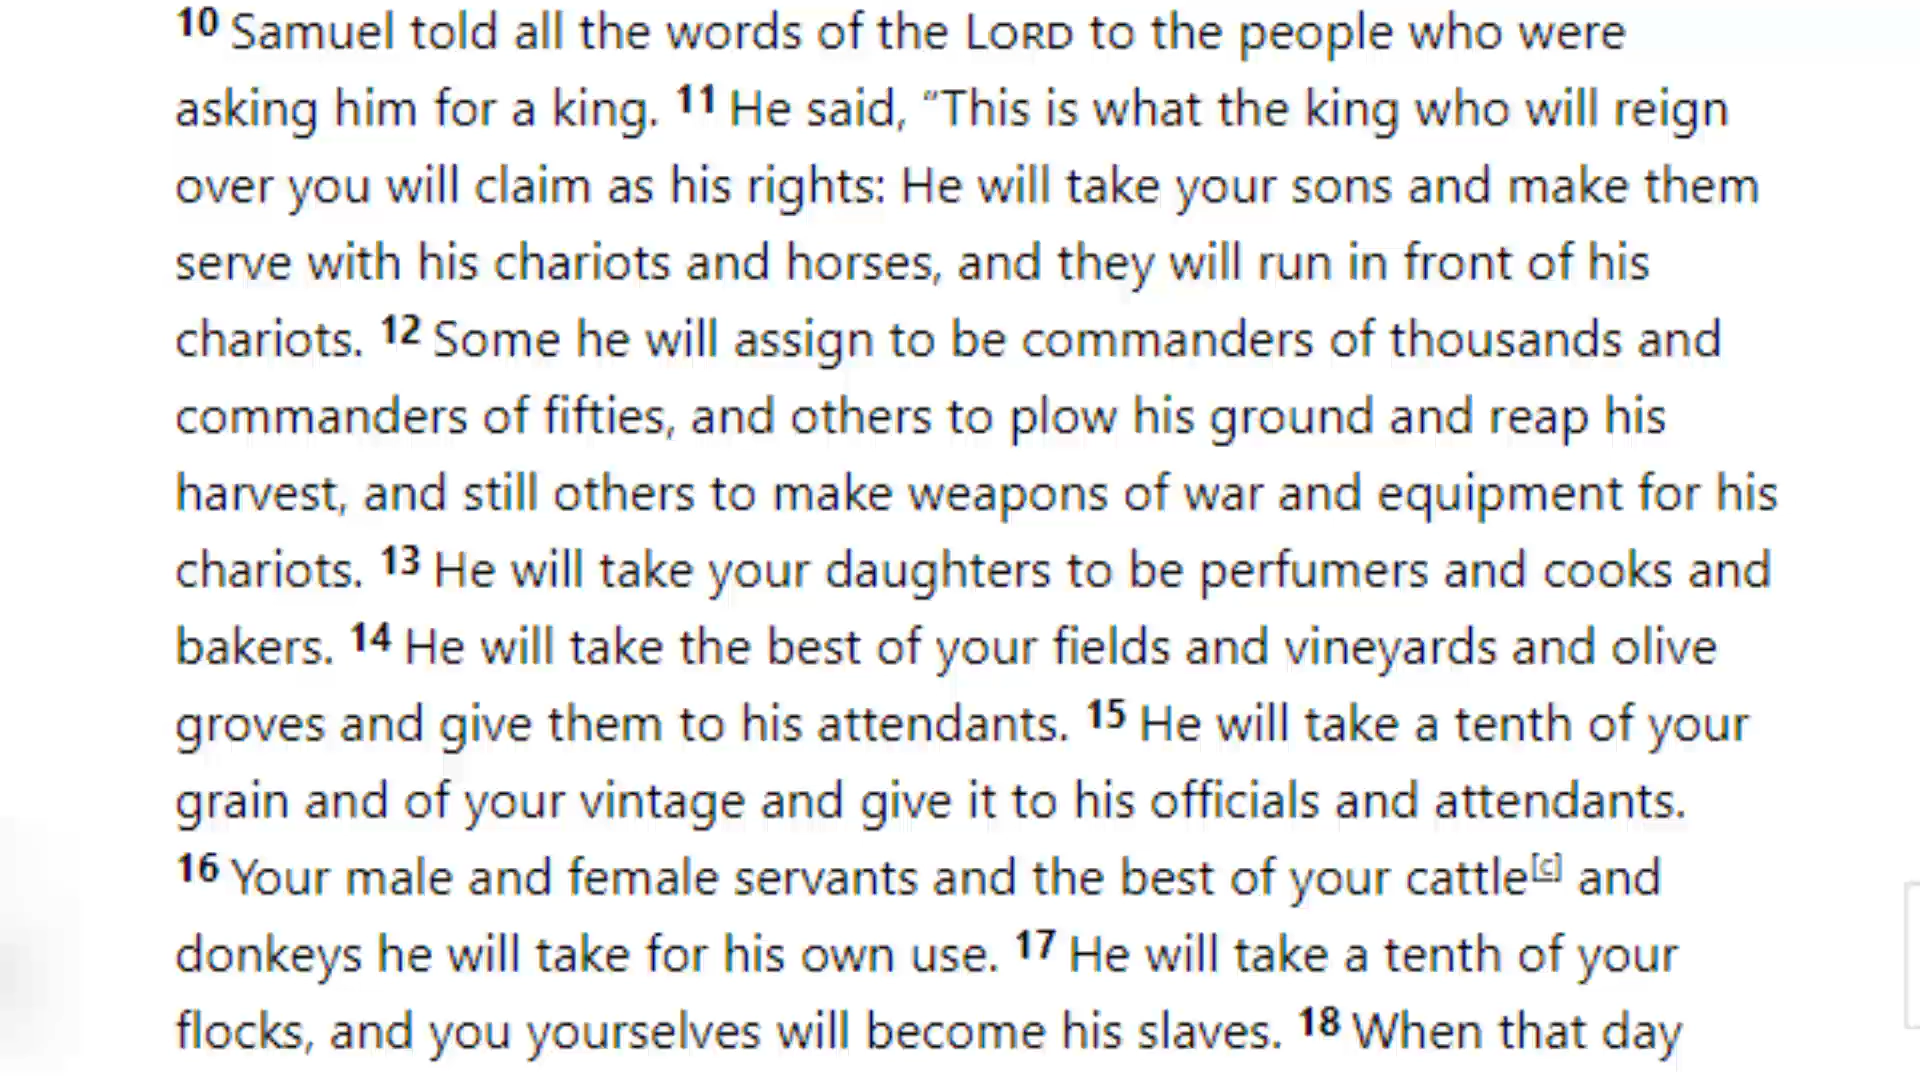 10 Samuel told all the words of the LORD to the people who were
asking him for a king. 11 He said, “This is what the king who will reign
over you will claim as his rights: He will take your sons and make them
serve with his chariots and horses, and they will run in front of his
chariots. 12 Some he will assign to be commanders of thousands and
commanders of fifties, and others to plow his ground and reap his
harvest, and still others to make weapons of war and equipment for his
chariots. 13 He will take your daughters to be perfumers and cooks and
bakers. 14 He will take the best of your fields and vineyards and olive
groves and give them to his attendants. 15 He will take a tenth of your
grain and of your vintage and give it to his officials and attendants.
16 Your male and female servants and the best of your cattle[c] and
donkeys he will take for his own use. 17 He will take a tenth of your
flocks, and you yourselves will become his slaves. 18 When that day